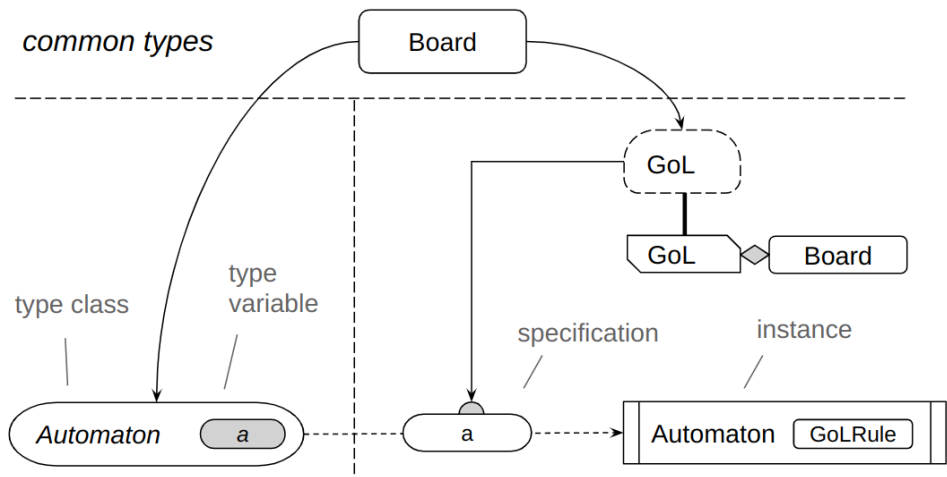 common types
Board
GoL
GoL
Board
type class
type
variable
specification
instance
Automaton
a
a
Automaton
GoLRule